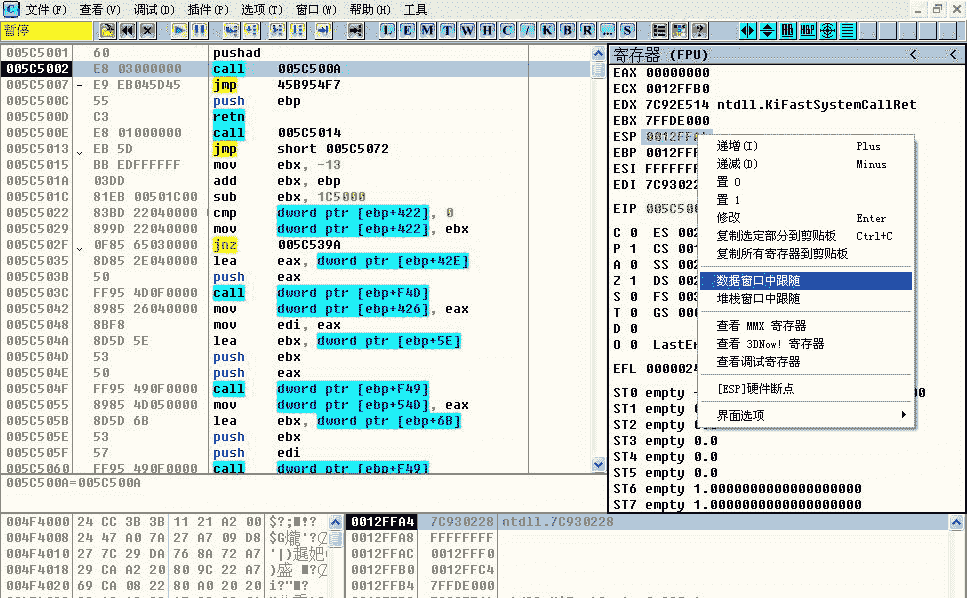 文件(F) 查看(V) 调试(D) 插件(P) 选项(T) 窗口(W) 帮助(H) 工具
暂停
L E M T W H C / K B R ... S
005C5001 60 pushad
005C5002 E8 03000000 call 005C500A
005C5007 - E9 EB045D45 jmp 45B954F7
005C500C 55 push ebp
005C500D C3 retn
005C500E E8 01000000 call 005C5014
005C5013 EB 5D jmp short 005C5072
005C5015 BB EDFFFFFF mov ebx, -13
005C501A 03DD add ebx, ebp
005C501C 81EB 00501C00 sub ebx, 1C5000
005C5022 83BD 22040000 cmp dword ptr [ebp+422], 0
005C5029 899D 22040000 mov dword ptr [ebp+422], ebx
005C502F 0F85 65030000 jnz 005C539A
005C5035 8D85 2E040000 lea eax, dword ptr [ebp+42E]
005C503B 50 push eax
005C503C FF95 4D0F0000 call dword ptr [ebp+F4D]
005C5042 8985 26040000 mov dword ptr [ebp+426], eax
005C5048 8BF8 mov edi, eax
005C504A 8D5D 5E lea ebx, dword ptr [ebp+5E]
005C504D 53 push ebx
005C504E 50 push eax
005C504F FF95 490F0000 call dword ptr [ebp+F49]
005C5055 8985 4D050000 mov dword ptr [ebp+54D], eax
005C505B 8D5D 6B lea ebx, dword ptr [ebp+6B]
005C505E 53 push ebx
005C505F 57 push edi
005C5060 FF95 490F0000 call dword ptr [ebp+F49]
005C500A=005C500A
寄存器 (FPU) < <
EAX 00000000
ECX 0012FFB0
EDX 7C92E514 ntdll.KiFastSystemCallRet
EBX 7FFDE000
ESP 0012FFA4
EBP 0012FFF
ESI FFFFFFF
EDI 7C93022
EIP 005C50
C 0 ES 002
P 1 CS 001
A 0 SS 002
Z 1 DS 002
S 0 FS 003
T 0 GS 000
D 0
O 0 LastEr
EFL 0000024
ST0 empty -
ST1 empty
ST2 empty
ST3 empty 0.0
ST4 empty 0.0
ST5 empty 0.0
ST6 empty 1.0000000000000000000
ST7 empty 1.0000000000000000000
递增(I) Plus
递减(D) Minus
置 0
置 1
修改 Enter
复制选定部分到剪贴板 Ctrl+C
复制所有寄存器到剪贴板
数据窗口中跟随
堆栈窗口中跟随
查看 MMX 寄存器
查看 3DNow! 寄存器
查看调试寄存器
[ESP]硬件断点
界面选项
004F4000 24 CC 3B 3B 11 21 A2 00
004F4008 24 47 A0 7A 27 A7 09 D8
004F4010 27 7C 29 DA 76 8A 72 A7
004F4018 29 CA A2 20 80 9C 22 A7
004F4020 69 CA 08 22 80 A0 20 20
0012FFA4 7C930228 ntdll.7C930228
0012FFA8 FFFFFFFF
0012FFAC 0012FFF0
0012FFB0 0012FFC4
0012FFB4 7FFDE000